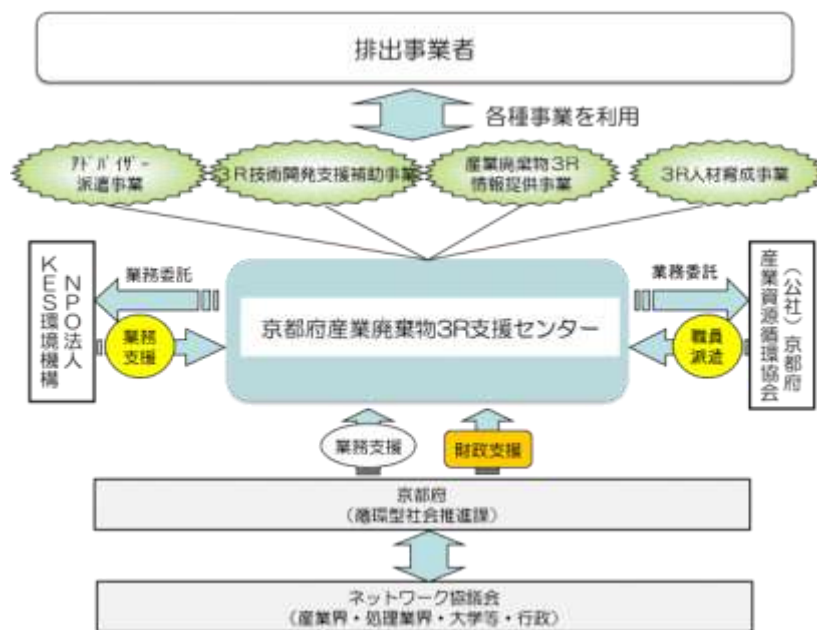 排出事業者
各種事業を利用
ｱﾄﾞﾊﾞｲｻﾞｰ
派遣事業
3R技術開発支援補助事業
産業廃棄物3R
情報提供事業
3R人材育成事業
NPO法人
KES環境機構
業務委託
業務
支援
京都府産業廃棄物3R支援センター
業務委託
職員
派遣
（公社）京都府
産業資源循環協会
業務支援
財政支援
京都府
（循環型社会推進課）
ネットワーク協議会
（産業界・処理業界・大学等・行政）